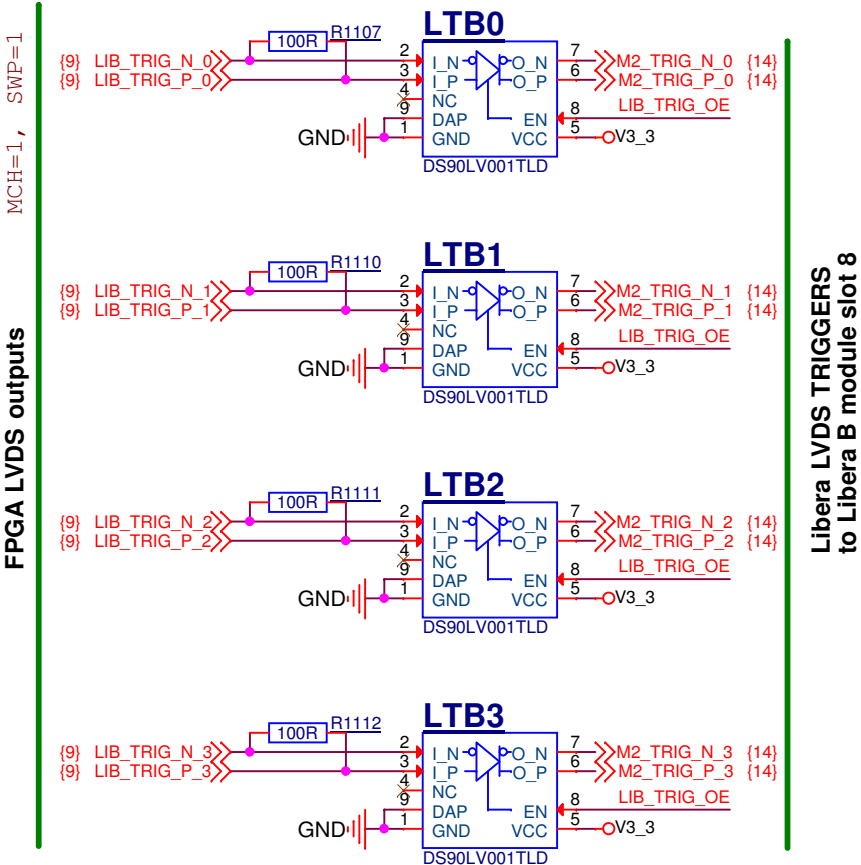 MCH=1, SWP=1
FPGA LVDS outputs
LTB0
R1107
100R
{9} LIB_TRIG_N_0
{9} LIB_TRIG_P_0
2 I_N O_N 7 M2_TRIG_N_0 {14}
3 I_P O_P 6 M2_TRIG_P_0 {14}
4 NC
LIB_TRIG_OE
9 DAP EN 8
GND 1 GND VCC 5 V3_3
DS90LV001TLD
LTB1
R1110
100R
{9} LIB_TRIG_N_1
{9} LIB_TRIG_P_1
2 I_N O_N 7 M2_TRIG_N_1 {14}
3 I_P O_P 6 M2_TRIG_P_1 {14}
4 NC
LIB_TRIG_OE
9 DAP EN 8
GND 1 GND VCC 5 V3_3
DS90LV001TLD
LTB2
R1111
100R
{9} LIB_TRIG_N_2
{9} LIB_TRIG_P_2
2 I_N O_N 7 M2_TRIG_N_2 {14}
3 I_P O_P 6 M2_TRIG_P_2 {14}
4 NC
LIB_TRIG_OE
9 DAP EN 8
GND 1 GND VCC 5 V3_3
DS90LV001TLD
LTB3
R1112
100R
{9} LIB_TRIG_N_3
{9} LIB_TRIG_P_3
2 I_N O_N 7 M2_TRIG_N_3 {14}
3 I_P O_P 6 M2_TRIG_P_3 {14}
4 NC
LIB_TRIG_OE
9 DAP EN 8
GND 1 GND VCC 5 V3_3
DS90LV001TLD
Libera LVDS TRIGGERS
to Libera B module slot 8